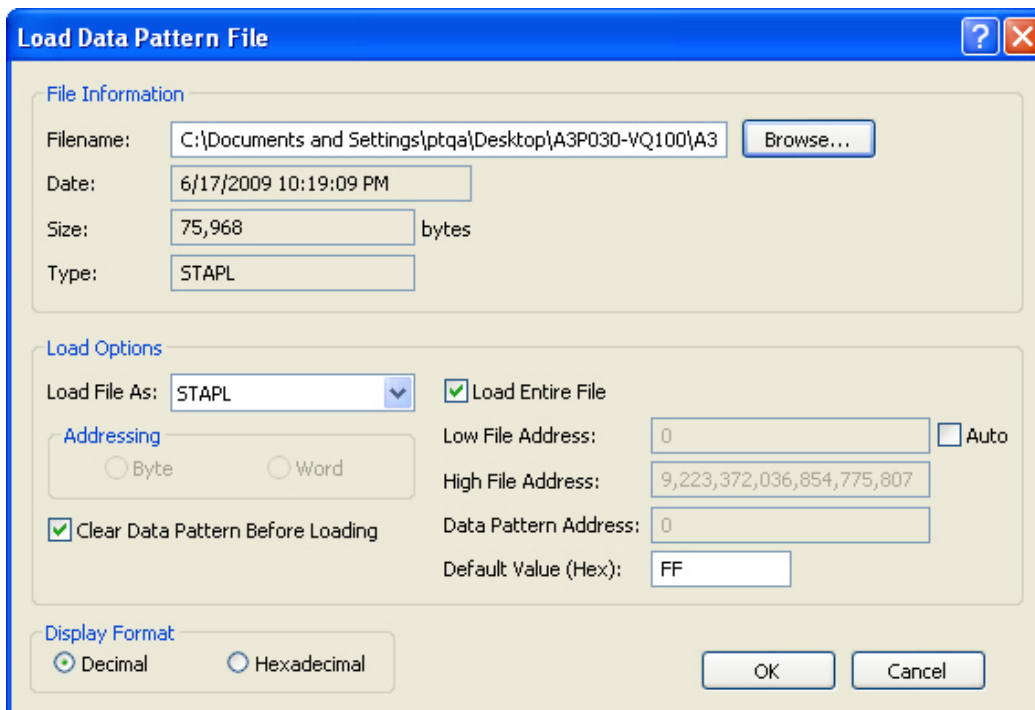 Load Data Pattern File
File Information
Filename: C:\Documents and Settings\ptqa\Desktop\A3P030-VQ100\A3 Browse...
Date: 6/17/2009 10:19:09 PM
Size: 75,968 bytes
Type: STAPL
Load Options
Load File As: STAPL Load Entire File
Addressing Low File Address: 0 Auto
Byte Word High File Address: 9,223,372,036,854,775,807
Clear Data Pattern Before Loading Data Pattern Address: 0
Default Value (Hex): FF
Display Format
Decimal Hexadecimal OK Cancel